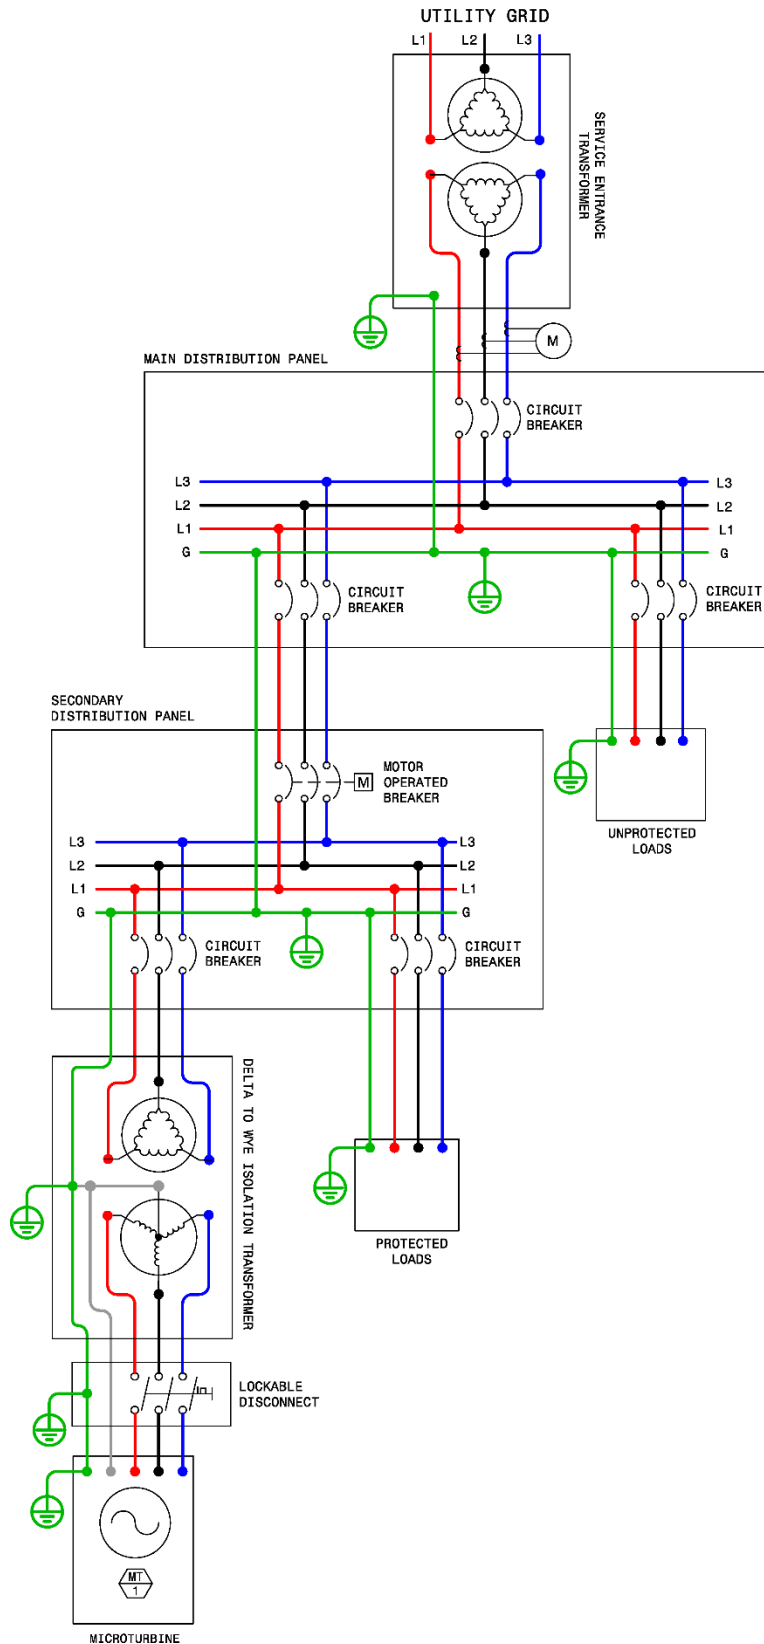 UTILITY GRID
L1 L2 L3
SERVICE ENTRANCE
TRANSFORMER
M
MAIN DISTRIBUTION PANEL
CIRCUIT
BREAKER
L3 L3
L2 L2
L1 L1
G G
CIRCUIT
BREAKER
CIRCUIT
BREAKER
SECONDARY
DISTRIBUTION PANEL
MOTOR
OPERATED
BREAKER
M
UNPROTECTED
LOADS
L3 L3
L2 L2
L1 L1
G G
CIRCUIT
BREAKER
CIRCUIT
BREAKER
DELTA TO WYE ISOLATION TRANSFORMER
PROTECTED
LOADS
LOCKABLE
DISCONNECT
MT
1
MICROTURBINE